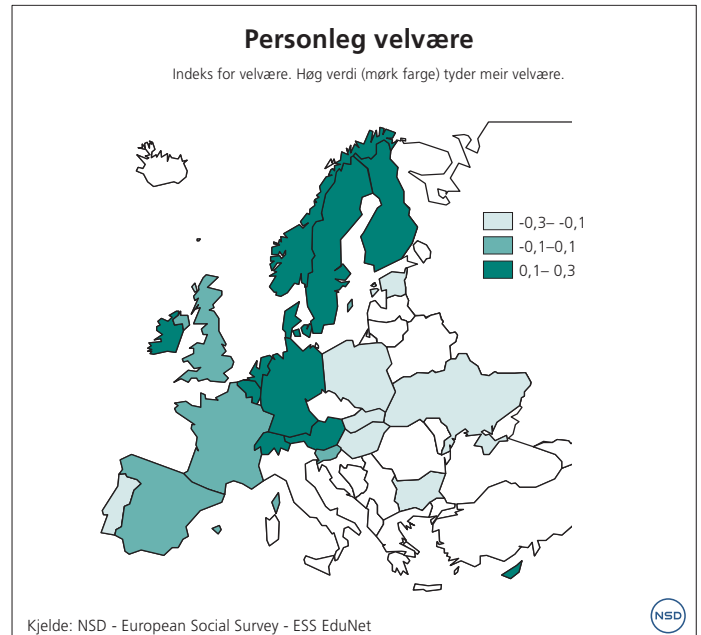 Personleg velvære
Indeks for velvære. Høg verdi (mørk farge) tyder meir velvære.
-0,3– -0,1
-0,1–0,1
0,1– 0,3
Kjelde: NSD - European Social Survey - ESS EduNet
NSD